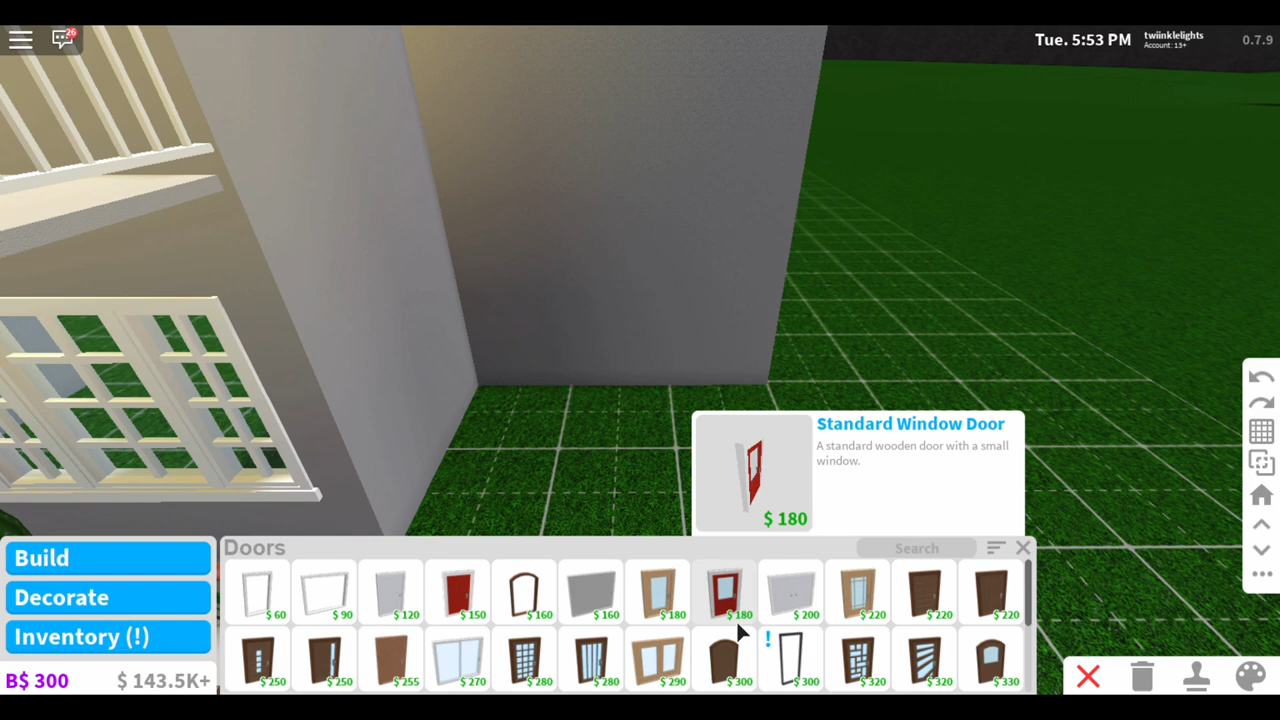 26
Tue. 5:53 PM
twiinklelights
Account: 13+
0.7.9
Standard Window Door
A standard wooden door with a small
window.
$ 180
Build
Decorate
Inventory (!)
B$ 300
$ 143.5K+
Doors
Search
$ 60
$ 90
$ 120
$ 150
$ 160
$ 160
$ 180
$ 180
$ 200
$ 220
$ 220
$ 220
$ 250
$ 250
$ 255
$ 270
$ 280
$ 280
$ 290
$ 300
!
$ 300
$ 320
$ 320
$ 330